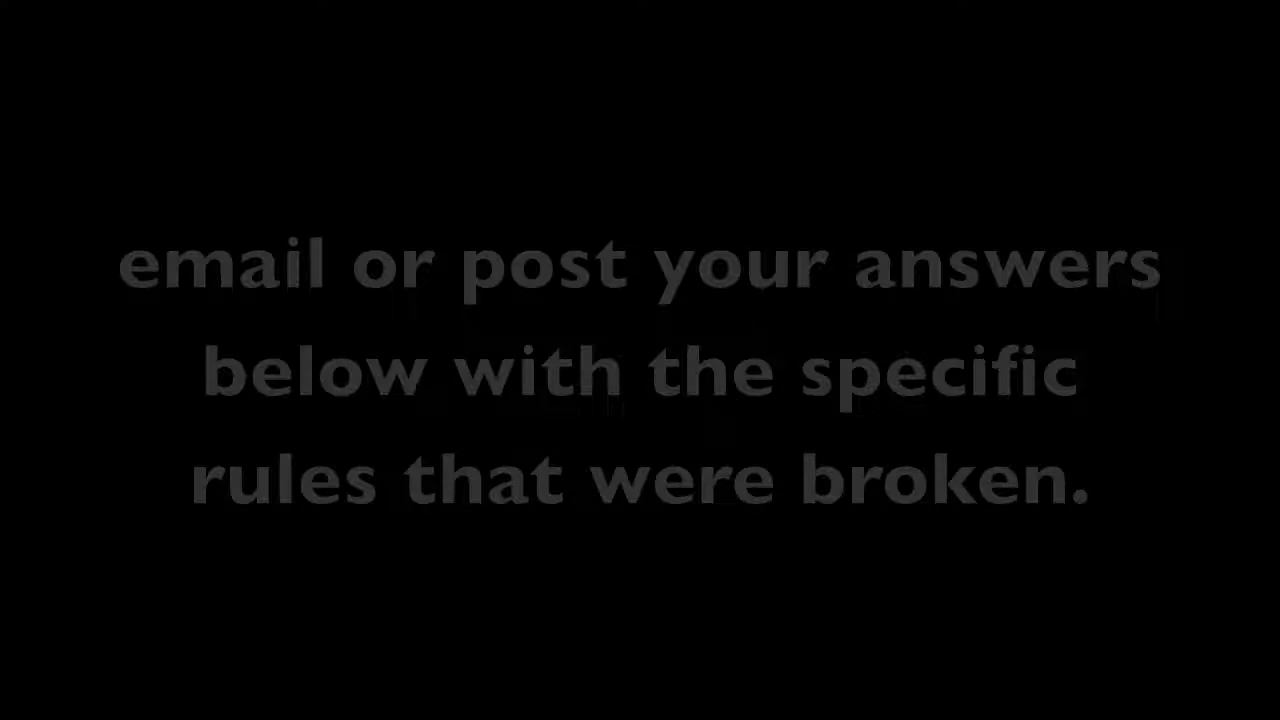 email or post your answers
below with the specific
rules that were broken.